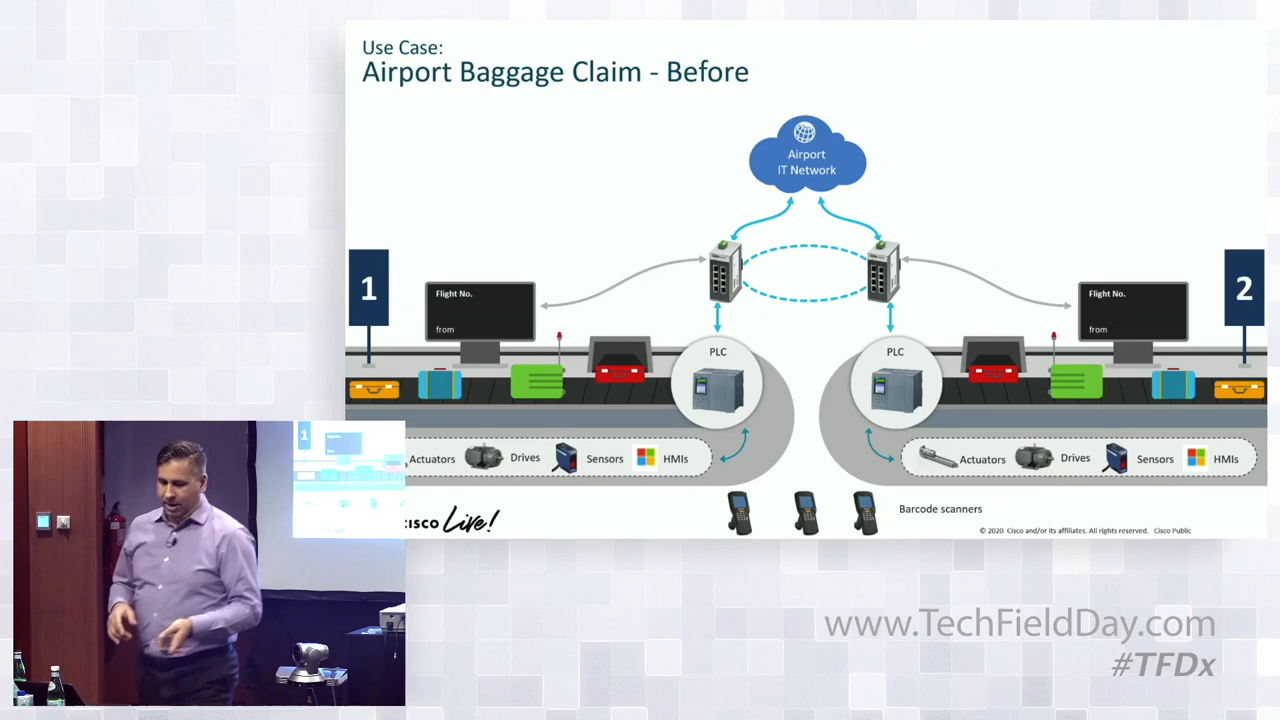 Use Case:
Airport Baggage Claim - Before
Airport
IT Network
1
2
Flight No.
from
Flight No.
from
PLC
PLC
Actuators
Drives
Sensors
HMIs
Actuators
Drives
Sensors
HMIs
Barcode scanners
cisco Live!
© 2020 Cisco and/or its affiliates. All rights reserved. Cisco Public
1
www.TechFieldDay.com
#TFDx